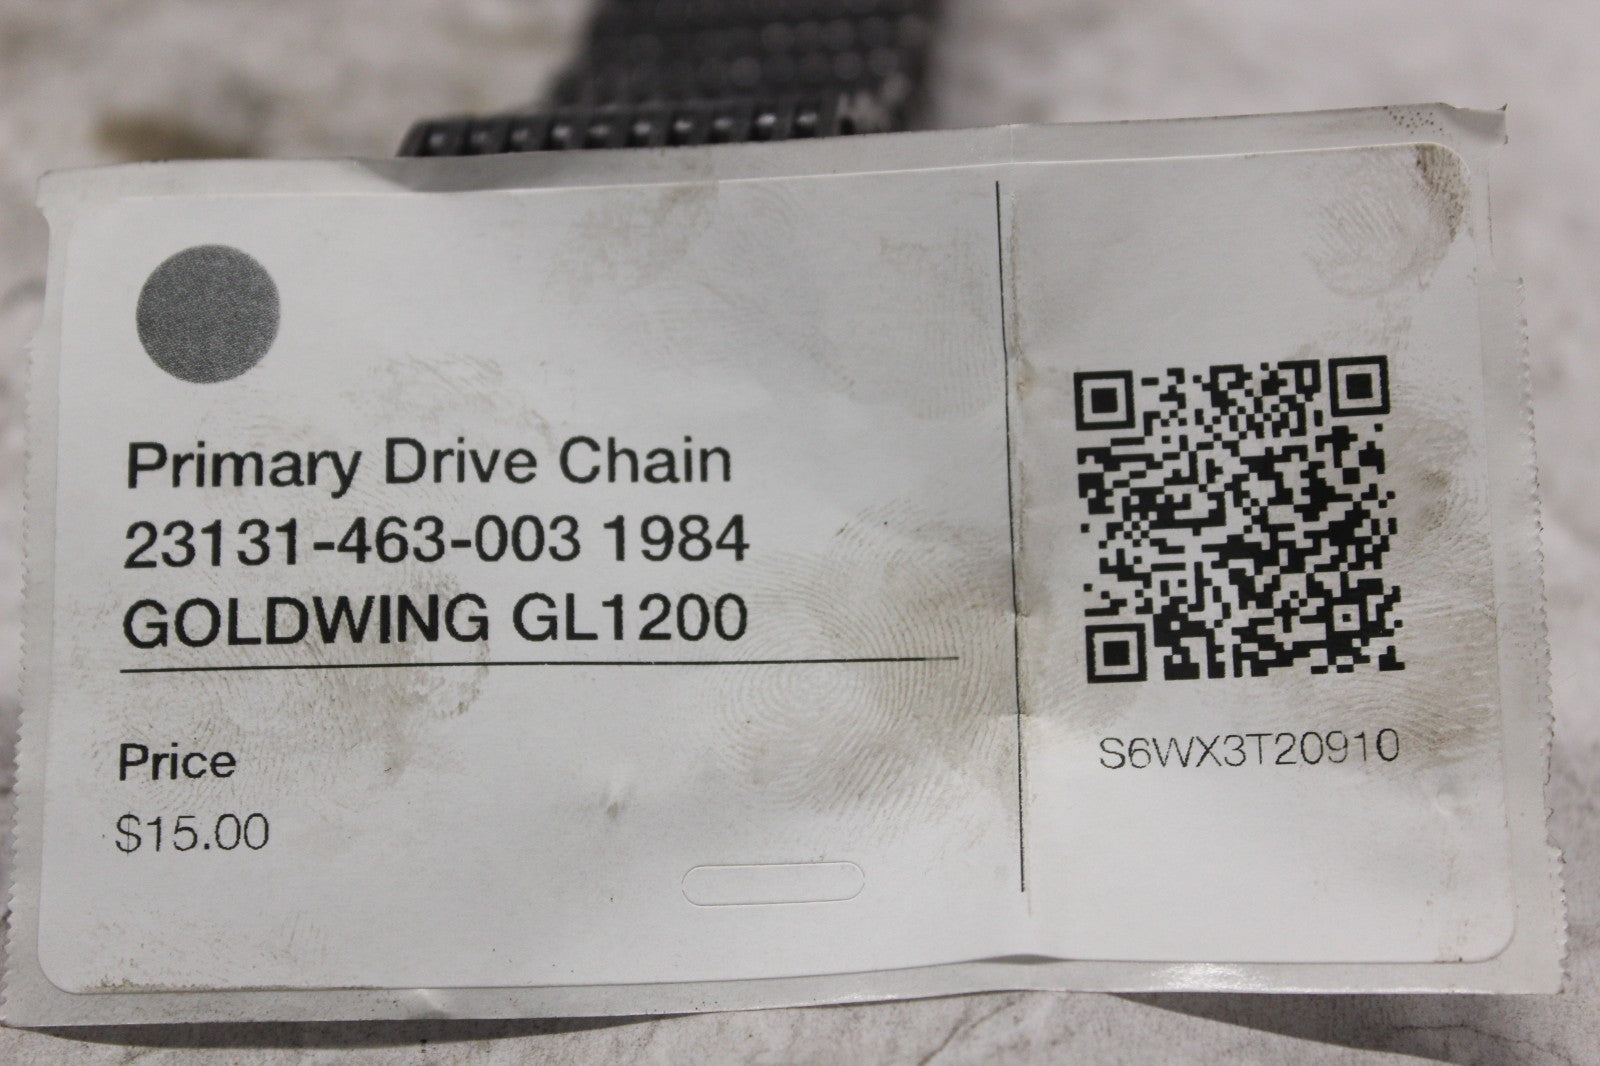 Primary Drive Chain
23131-463-003 1984
GOLDWING GL1200
Price
$15.00
S6WX3T20910